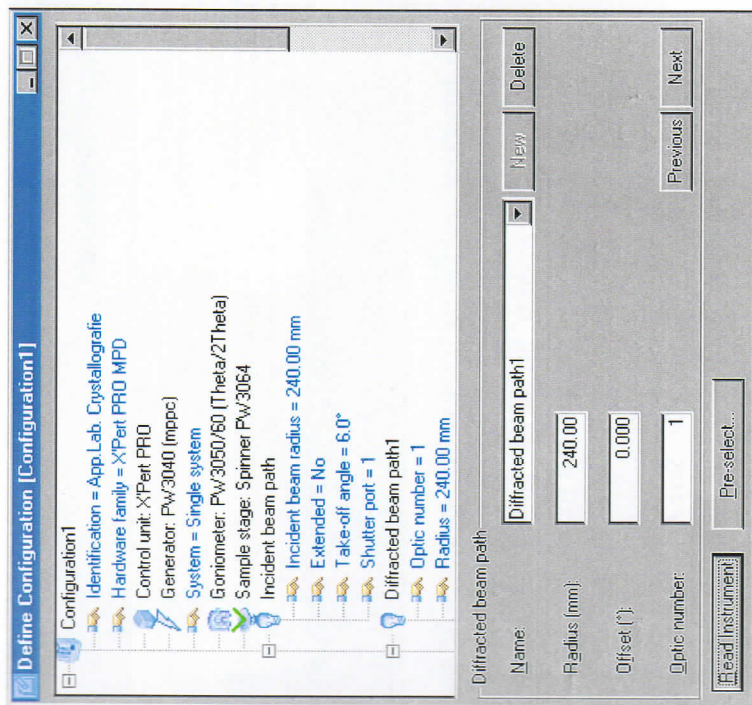 Define Configuration [Configuration1]
Configuration1
Identification = App.Lab. Crystallografie
Hardware family = X'Pert PRO MPD
Control unit: X'Pert PRO
Generator: PW3040 (mppc)
System = Single system
Goniometer: PW3050/60 (Theta/2Theta)
Sample stage: Spinner PW3064
Incident beam path
Incident beam radius = 240.00 mm
Extended = No
Take-off angle = 6.0°
Shutter port = 1
Diffracted beam path1
Optic number = 1
Radius = 240.00 mm
Diffracted beam path
Name: Diffracted beam path1 New Delete
Radius (mm): 240.00
Offset (°): 0.000
Optic number: 1 Previous Next
Read Instrument Pre-select...